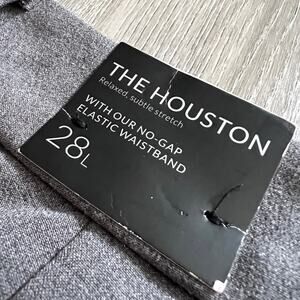 THE HOUSTON
Relaxed, subtle stretch
WITH OUR NO-GAP
ELASTIC WAISTBAND
28L